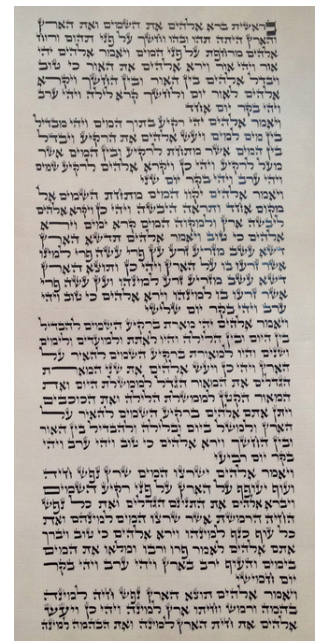 בראשית ברא אלהים את השמים ואת הארץ
והארץ היתה תהו ובהו וחשך על פני תהום ורוח
אלהים מרחפת על פני המים ויאמר אלהים יהי
אור ויהי אור וירא אלהים את האור כי טוב
ויבדל אלהים בין האור ובין החשך ויקרא
אלהים לאור יום ולחשך קרא לילה ויהי ערב
ויהי בקר יום אחד
ויאמר אלהים יהי רקיע בתוך המים ויהי מבדיל
בין מים למים ויעש אלהים את הרקיע ויבדל
בין המים אשר מתחת לרקיע ובין המים אשר
מעל לרקיע ויהי כן ויקרא אלהים לרקיע שמים
ויהי ערב ויהי בקר יום שני
ויאמר אלהים יקוו המים מתחת השמים אל
מקום אחד ותראה היבשה ויהי כן ויקרא אלהים
ליבשה ארץ ולמקוה המים קרא ימים וירא
אלהים כי טוב ויאמר אלהים תדשא הארץ
דשא עשב מזריע זרע עץ פרי עשה פרי למינו
אשר זרעו בו על הארץ ויהי כן ותוצא הארץ
דשא עשב מזריע זרע למינהו ועץ עשה פרי
אשר זרעו בו למינהו וירא אלהים כי טוב ויהי
ערב ויהי בקר יום שלישי
ויאמר אלהים יהי מארת ברקיע השמים להבדיל
בין היום ובין הלילה והיו לאתת ולמועדים ולימים
ושנים והיו למאורת ברקיע השמים להאיר על
הארץ ויהי כן ויעש אלהים את שני המארת
הגדלים את המאור הגדל לממשלת היום ואת
המאור הקטן לממשלת הלילה ואת הכוכבים
ויתן אתם אלהים ברקיע השמים להאיר על
הארץ ולמשל ביום ובלילה ולהבדיל בין האור
ובין החשך וירא אלהים כי טוב ויהי ערב ויהי
בקר יום רביעי
ויאמר אלהים ישרצו המים שרץ נפש חיה
ועוף יעופף על הארץ על פני רקיע השמים
ויברא אלהים את התנינם הגדלים ואת כל נפש
החיה הרמשת אשר שרצו המים למינהם ואת
כל עוף כנף למינהו וירא אלהים כי טוב ויברך
אתם אלהים לאמר פרו ורבו ומלאו את המים
בימים והעוף ירב בארץ ויהי ערב ויהי בקר
יום חמישי
ויאמר אלהים תוצא הארץ נפש חיה למינה
בהמה ורמש וחיתו ארץ למינה ויהי כן ויעש
אלהים את חית הארץ למינה ואת הבהמה למינה